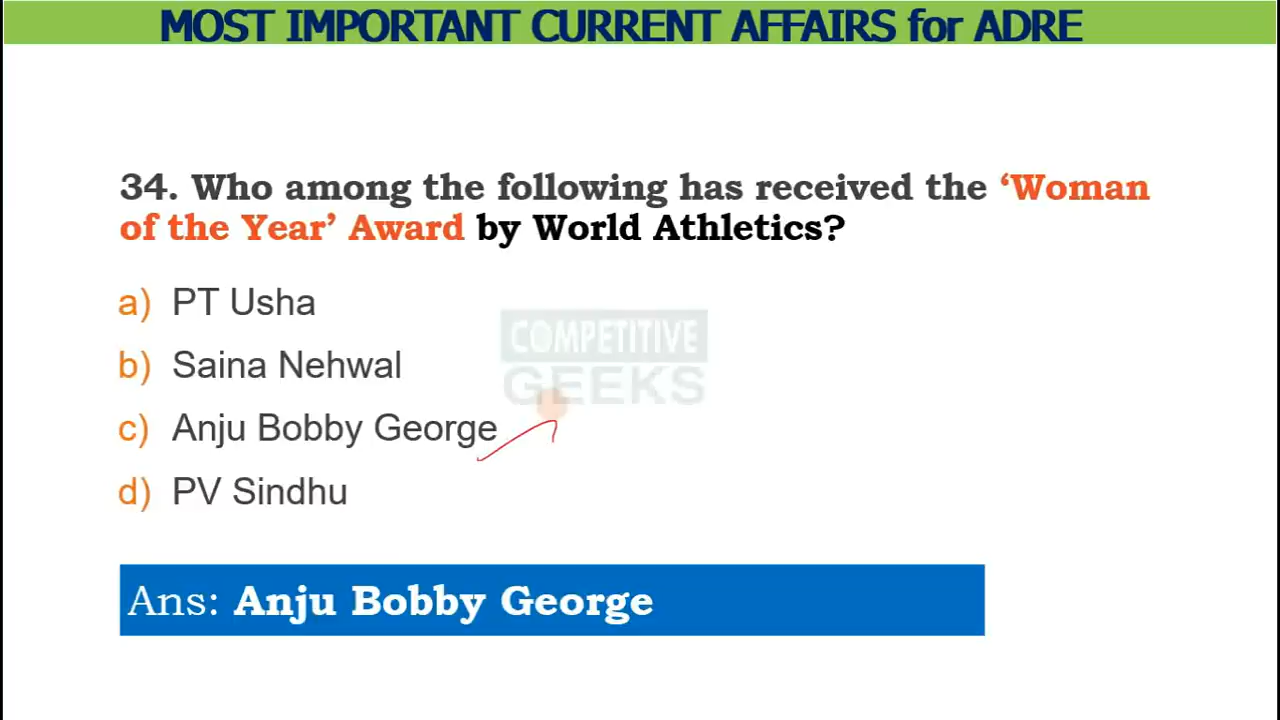 MOST IMPORTANT CURRENT AFFAIRS for ADRE
34. Who among the following has received the ‘Woman
of the Year’ Award by World Athletics?
a) PT Usha
COMPETITIVE
b) Saina Nehwal
GEEKS
c) Anju Bobby George
d) PV Sindhu
Ans: Anju Bobby George